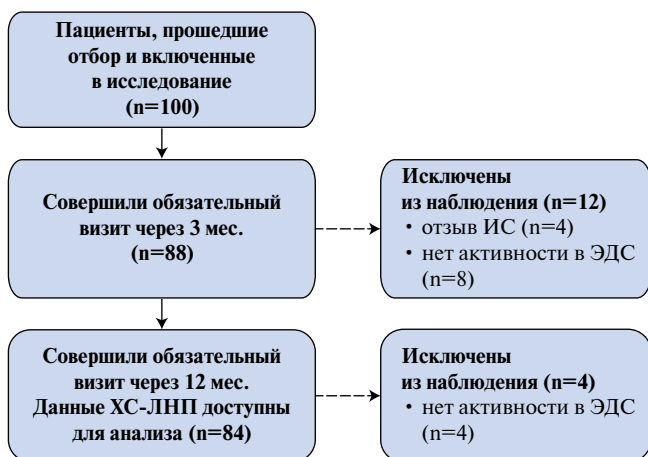 Пациенты, прошедшие
отбор и включенные
в исследование
(n=100)
Совершили обязательный
визит через 3 мес.
(n=88)
Исключены
из наблюдения (n=12)
• отзыв ИС (n=4)
• нет активности в ЭДС
(n=8)
Совершили обязательный
визит через 12 мес.
Данные ХС-ЛНП доступны
для анализа (n=84)
Исключены
из наблюдения (n=4)
• нет активности в ЭДС
(n=4)